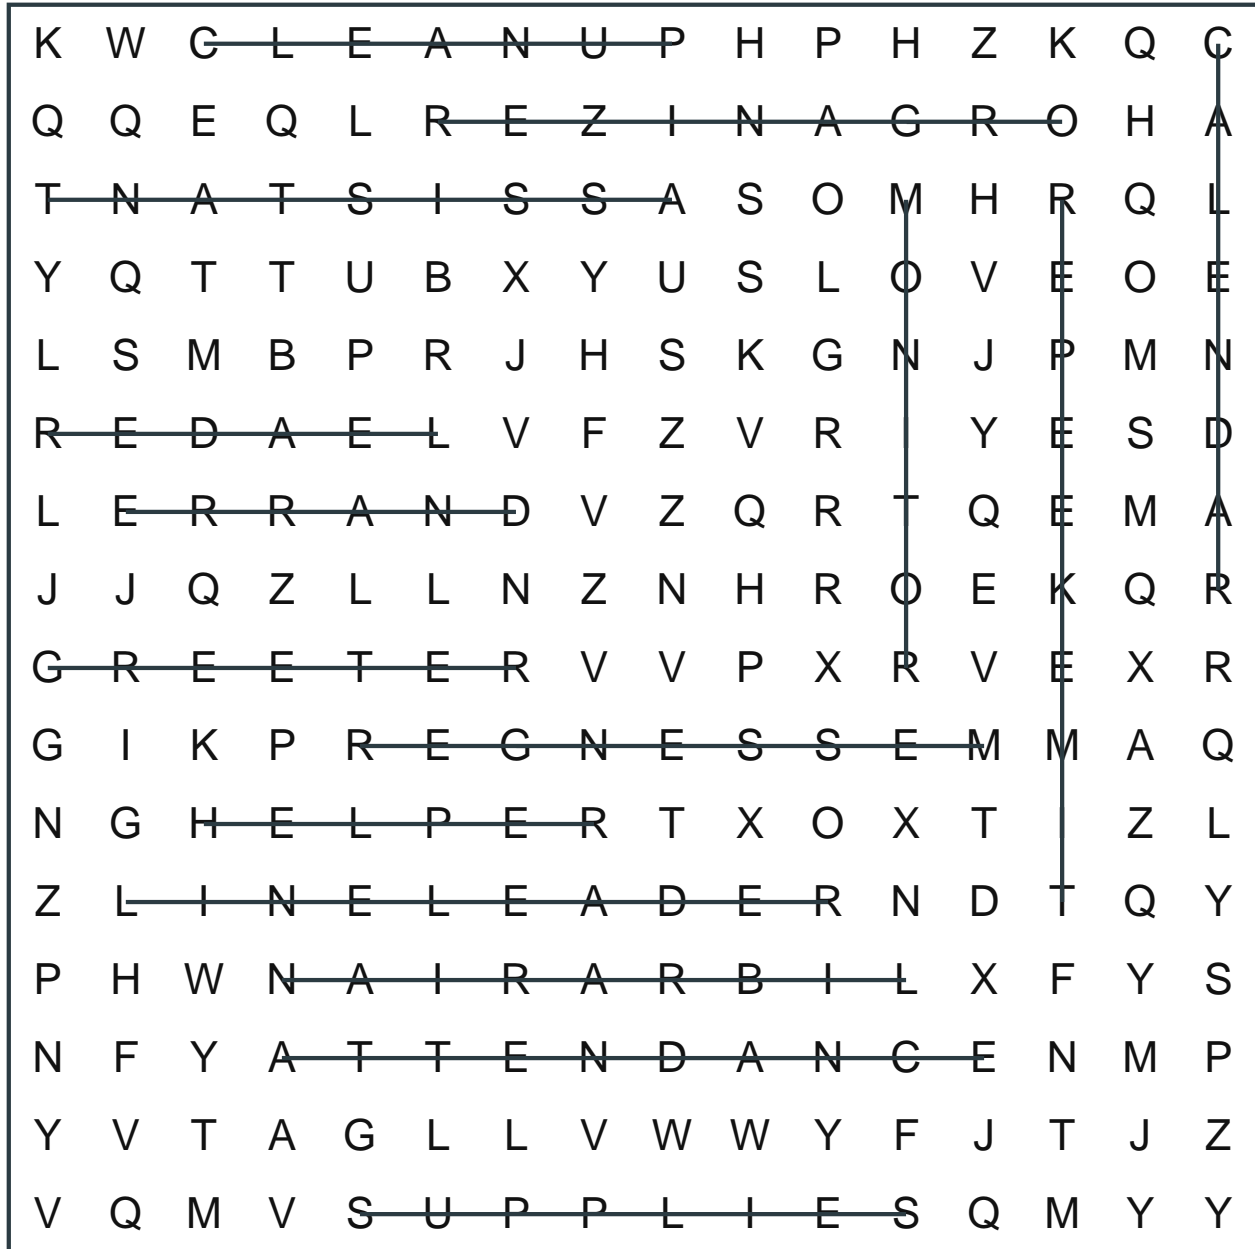 K W C L E A N U P H P H Z K Q C
Q Q E Q L R E Z I N A G R O H A
T N A T S I S S A S O M H R Q L
Y Q T T U B X Y U S L O V E O E
L S M B P R J H S K G N J P M N
R E D A E L V F Z V R I Y E S D
L E R R A N D V Z Q R T Q E M A
J J Q Z L L N Z N H R O E K Q R
G R E E T E R V V P X R V E X R
G I K P R E G N E S S E M M A Q
N G H E L P E R T X O X T I Z L
Z L I N E L E A D E R N D T Q Y
P H W N A I R A R B I L X F Y S
N F Y A T T E N D A N C E N M P
Y V T A G L L V W W Y F J T J Z
V Q M V S U P P L I E S Q M Y Y